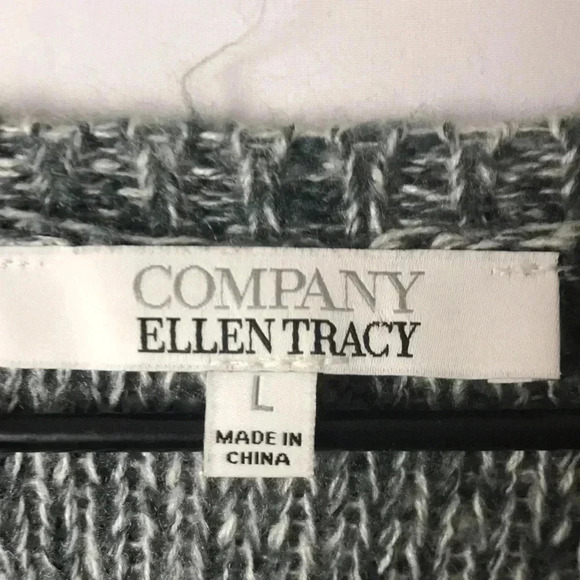 COMPANY
ELLEN TRACY
L
MADE IN
CHINA